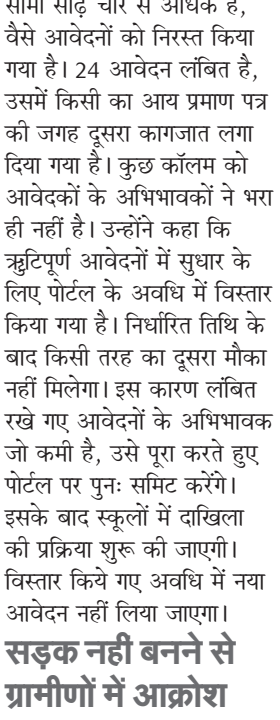 सीमा साढ़े चार से अधिक है,
वैसे आवेदनों को निरस्त किया
गया है। 24 आवेदन लंबित है,
उसमें किसी का आय प्रमाण पत्र
की जगह दूसरा कागजात लगा
दिया गया है। कुछ कॉलम को
आवेदकों के अभिभावकों ने भरा
ही नहीं है। उन्होंने कहा कि
ऋुटिपूर्ण आवेदनों में सुधार के
लिए पोर्टल के अवधि में विस्तार
किया गया है। निर्धारित तिथि के
बाद किसी तरह का दूसरा मौका
नहीं मिलेगा। इस कारण लंबित
रखे गए आवेदनों के अभिभावक
जो कमी है, उसे पूरा करते हुए
पोर्टल पर पुनः समिट करेंगे।
इसके बाद स्कूलों में दाखिला
की प्रक्रिया शुरू की जाएगी।
विस्तार किये गए अवधि में नया
आवेदन नहीं लिया जाएगा।
सड़क नहीं बनने से
ग्रामीणों में आक्रोश